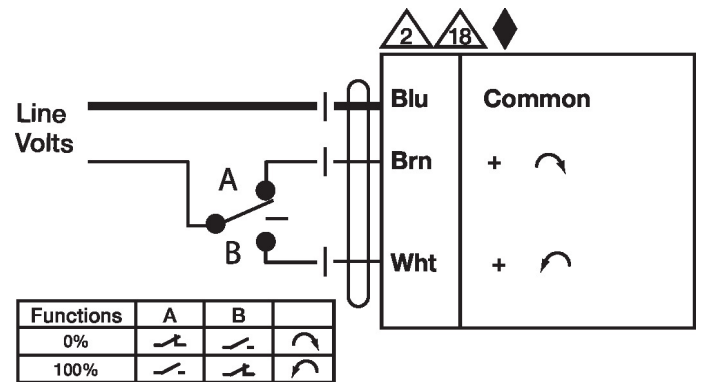 2 18
Line
Volts
Blu Common
Brn +
A
B
Wht +
Functions A B
0%
100%